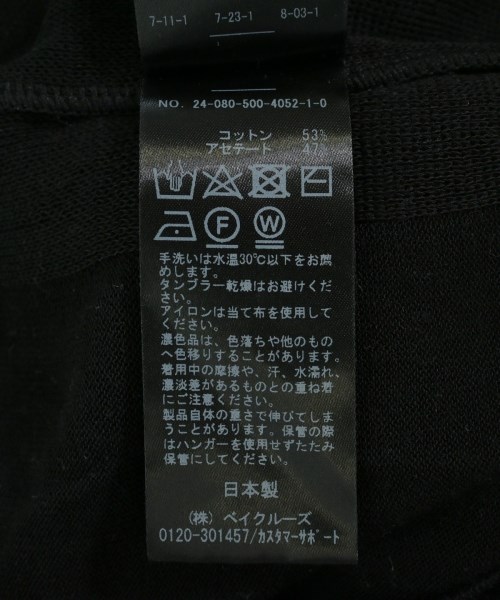 7-11-1 7-23-1 8-03-1
NO. 24-080-500-4052-1-0
コットン 53%
アセテート 47%
F W
手洗いは水温30℃以下をお薦
めします。
タンブラー乾燥はお避けくださ
い。
アイロンは当て布を使用して
ください。
濃色品は、色落ちや他のもの
へ色移りすることがあります。
着用中の摩擦や、汗、水濡れ、
濃淡差があるものとの重ね着
にご注意ください。
製品自体の重さで伸びてしま
うことがあります。保管の際
はハンガーを使用せずたたみ
保管にしてください。
日本製
(株) ベイクルーズ
0120-301457/カスタマーサポート